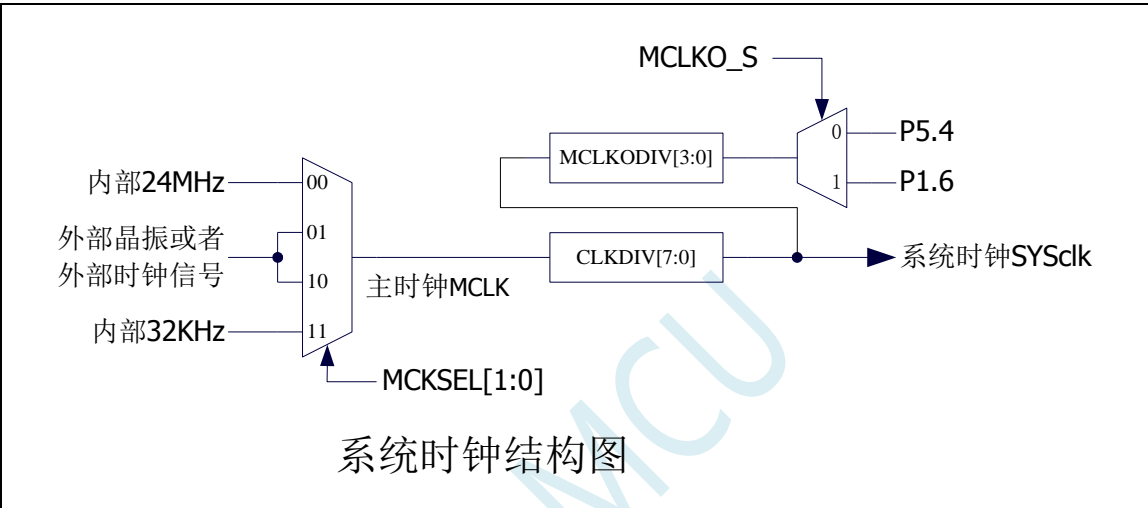 MCLKO_S
0
P5.4
MCLKODIV[3:0]
1
P1.6
内部24MHz
00
外部晶振或者
外部时钟信号
01
10
主时钟MCLK
CLKDIV[7:0]
系统时钟SYSclk
内部32KHz
11
MCKSEL[1:0]
系统时钟结构图
MCU